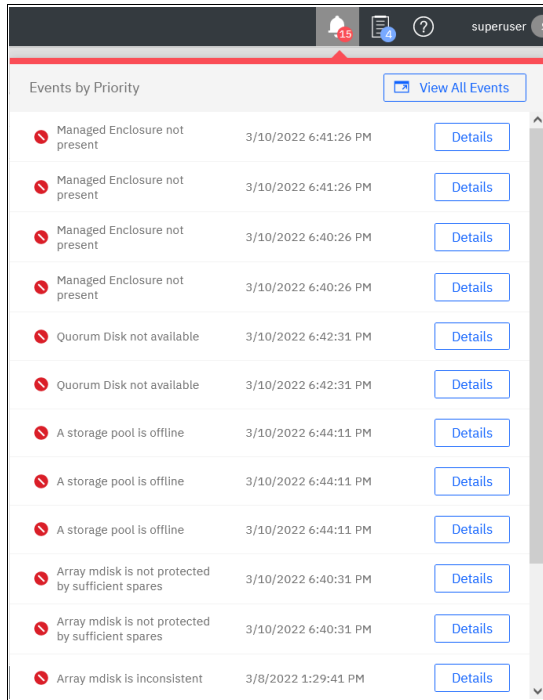 15
4
?
superuser
Events by Priority
View All Events
Managed Enclosure not
present
3/10/2022 6:41:26 PM
Details
Managed Enclosure not
present
3/10/2022 6:41:26 PM
Details
Managed Enclosure not
present
3/10/2022 6:40:26 PM
Details
Managed Enclosure not
present
3/10/2022 6:40:26 PM
Details
Quorum Disk not available
3/10/2022 6:42:31 PM
Details
Quorum Disk not available
3/10/2022 6:42:31 PM
Details
A storage pool is offline
3/10/2022 6:44:11 PM
Details
A storage pool is offline
3/10/2022 6:44:11 PM
Details
A storage pool is offline
3/10/2022 6:44:11 PM
Details
Array mdisk is not protected
by sufficient spares
3/10/2022 6:40:31 PM
Details
Array mdisk is not protected
by sufficient spares
3/10/2022 6:40:31 PM
Details
Array mdisk is inconsistent
3/8/2022 1:29:41 PM
Details